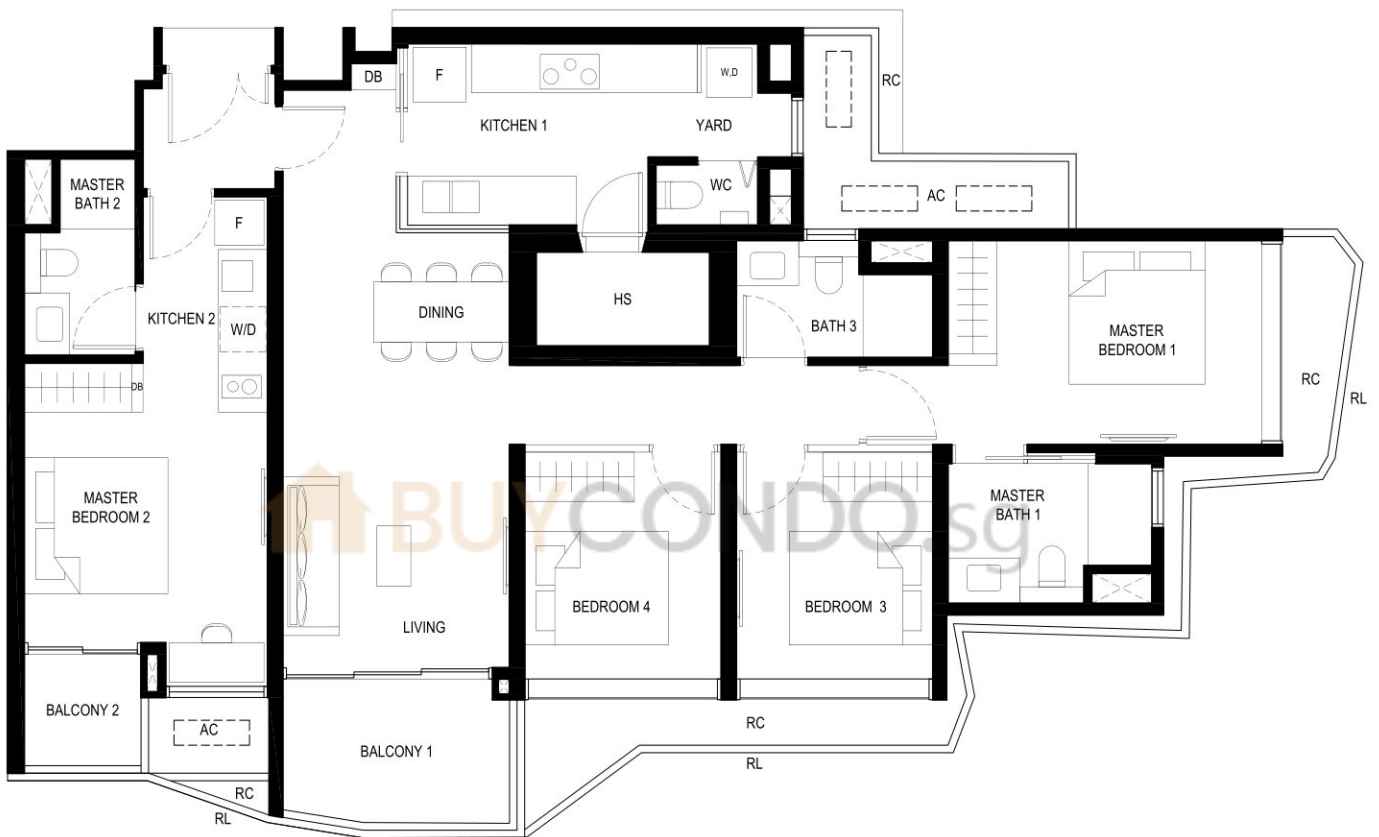 DB
F
W,D
RC
KITCHEN 1
YARD
MASTER
BATH 2
WC
AC
F
HS
DINING
KITCHEN 2
W/D
BATH 3
MASTER
BEDROOM 1
RC
RL
DB
MASTER
BEDROOM 2
BUYCONDO.sg
MASTER
BATH 1
BEDROOM 4
BEDROOM 3
LIVING
BALCONY 2
AC
BALCONY 1
RC
RL
RC
RL